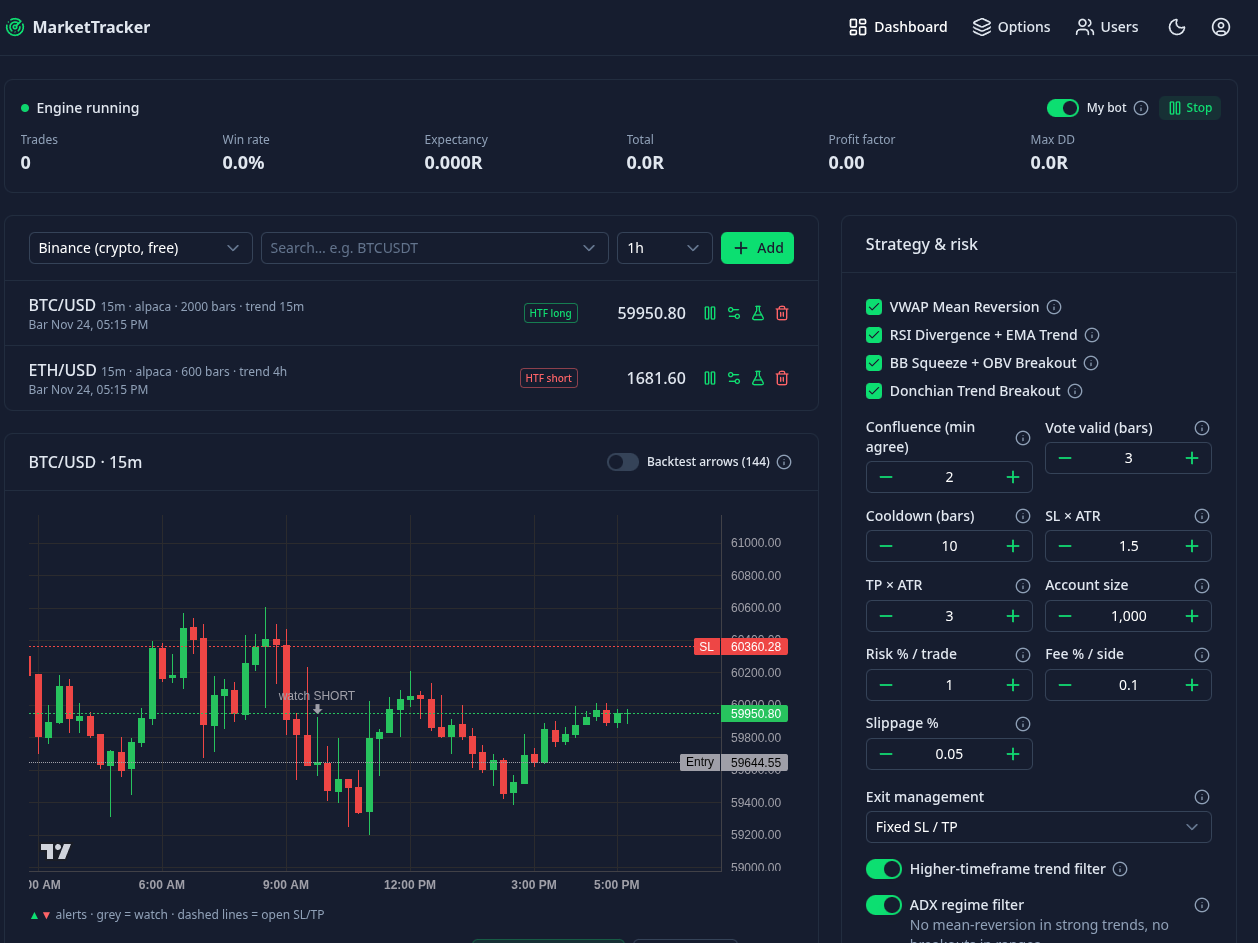 MarketTracker
Dashboard
Options
Users
Engine running
My bot
Stop
Trades
Win rate
Expectancy
Total
Profit factor
Max DD
0
0.0%
0.000R
0.0R
0.00
0.0R
Binance (crypto, free)
Search... e.g. BTCUSDT
1h
Add
BTC/USD 15m · alpaca · 2000 bars · trend 15m
Bar Nov 24, 05:15 PM
HTF long
59950.80
ETH/USD 15m · alpaca · 600 bars · trend 4h
Bar Nov 24, 05:15 PM
HTF short
1681.60
BTC/USD · 15m
Backtest arrows (144)
61000.00
60800.00
60600.00
SL 60360.28
60200.00
watch SHORT
59950.80
59800.00
Entry 59644.55
59400.00
59200.00
59000.00
6:00 AM
9:00 AM
12:00 PM
3:00 PM
5:00 PM
alerts · grey = watch · dashed lines = open SL/TP
Strategy & risk
VWAP Mean Reversion
RSI Divergence + EMA Trend
BB Squeeze + OBV Breakout
Donchian Trend Breakout
Confluence (min
agree)
2
Vote valid (bars)
3
Cooldown (bars)
10
SL × ATR
1.5
TP × ATR
3
Account size
1,000
Risk % / trade
1
Fee % / side
0.1
Slippage %
0.05
Exit management
Fixed SL / TP
Higher-timeframe trend filter
ADX regime filter
No mean-reversion in strong trends, no